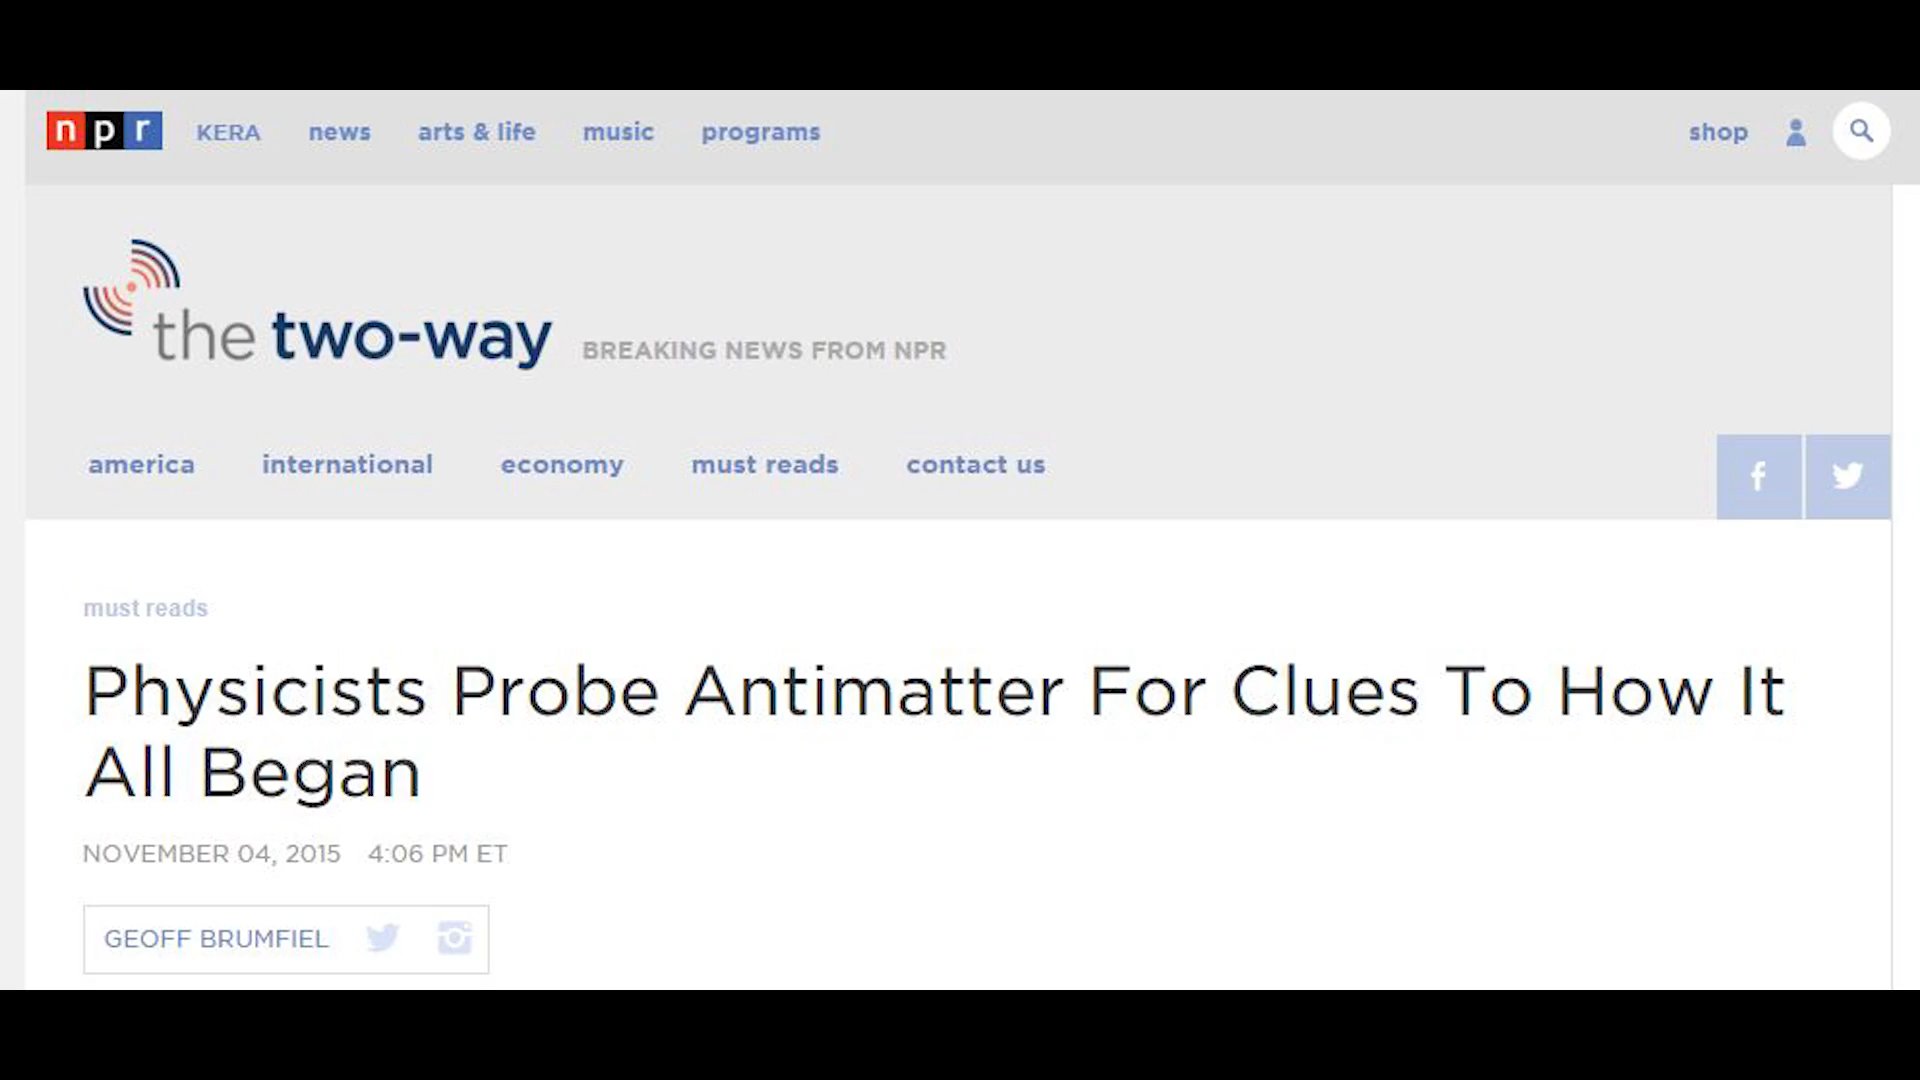 npr KERA news arts & life music programs shop
the two-way BREAKING NEWS FROM NPR
america international economy must reads contact us
must reads
Physicists Probe Antimatter For Clues To How It
All Began
NOVEMBER 04, 2015 4:06 PM ET
GEOFF BRUMFIEL